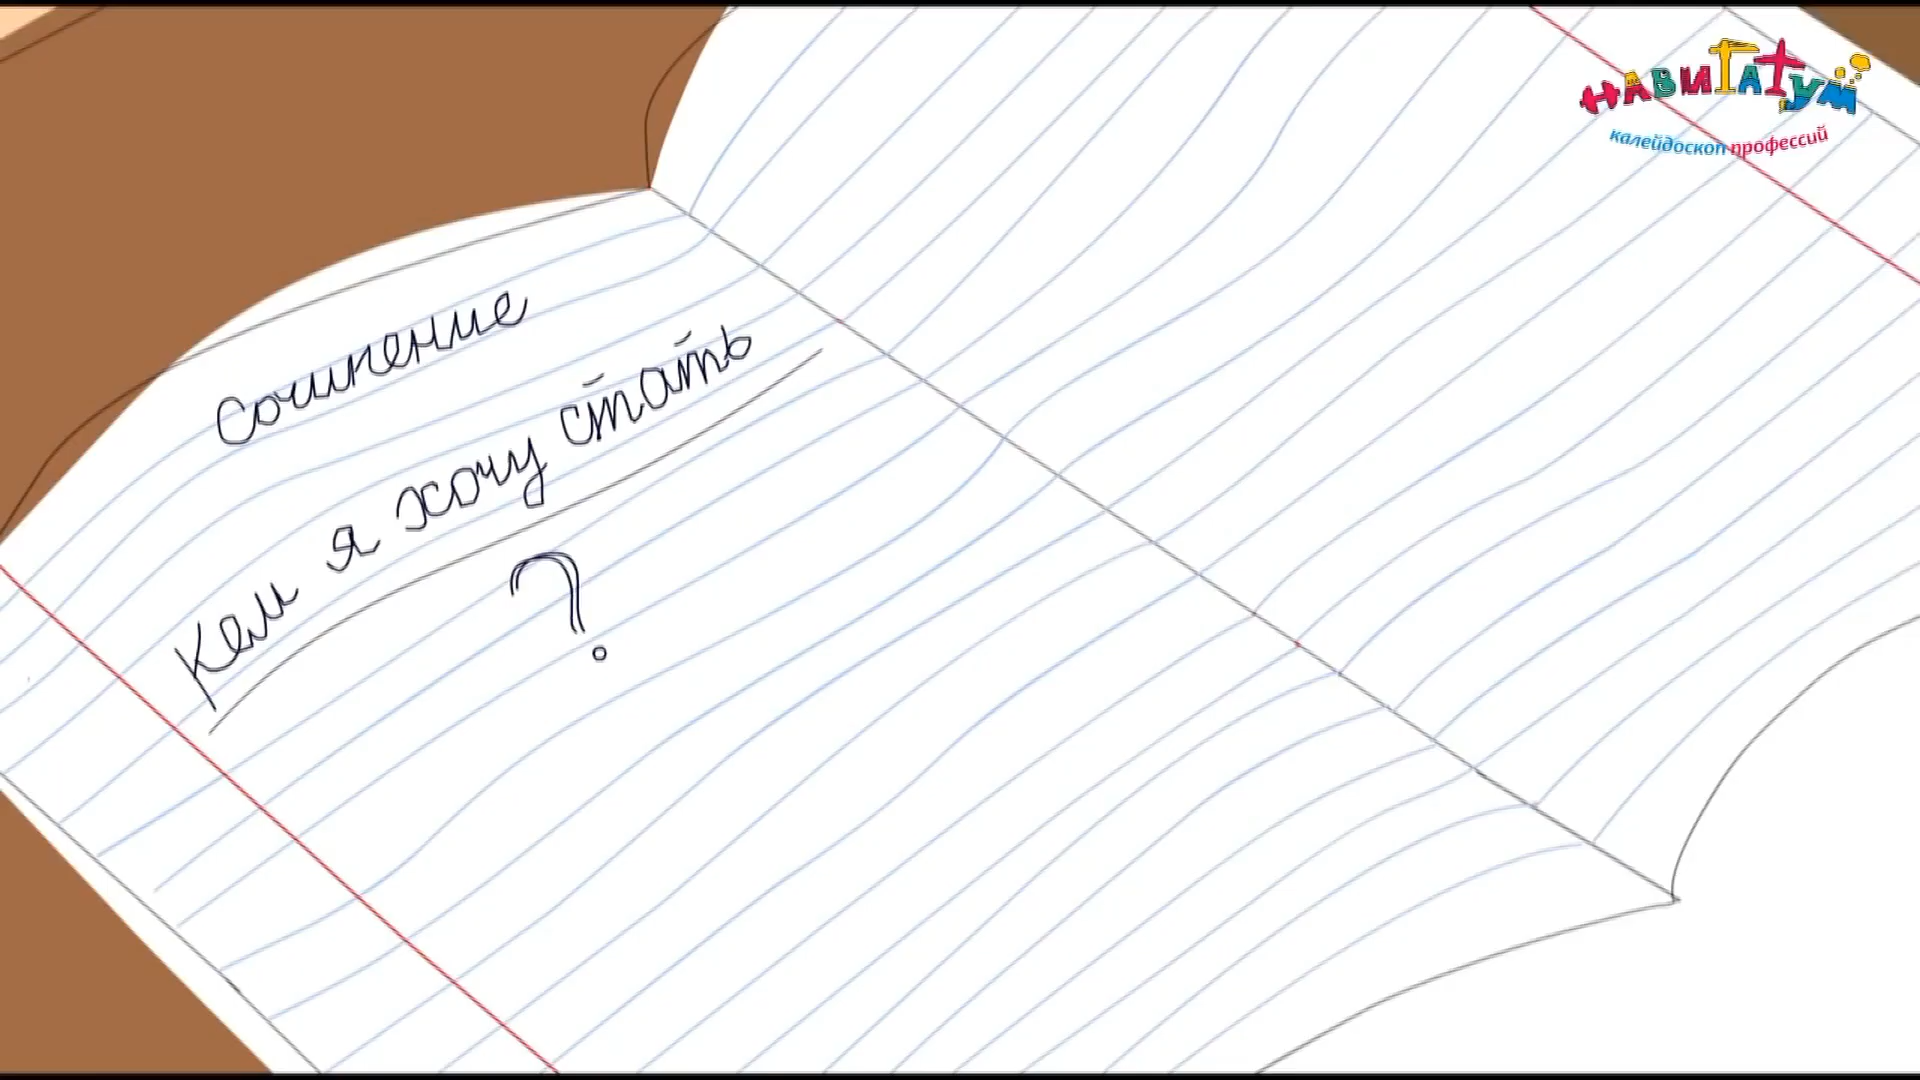 НАВИГАТУМ
калейдоскоп профессий
Сочинение
Кем я хочу стать
?